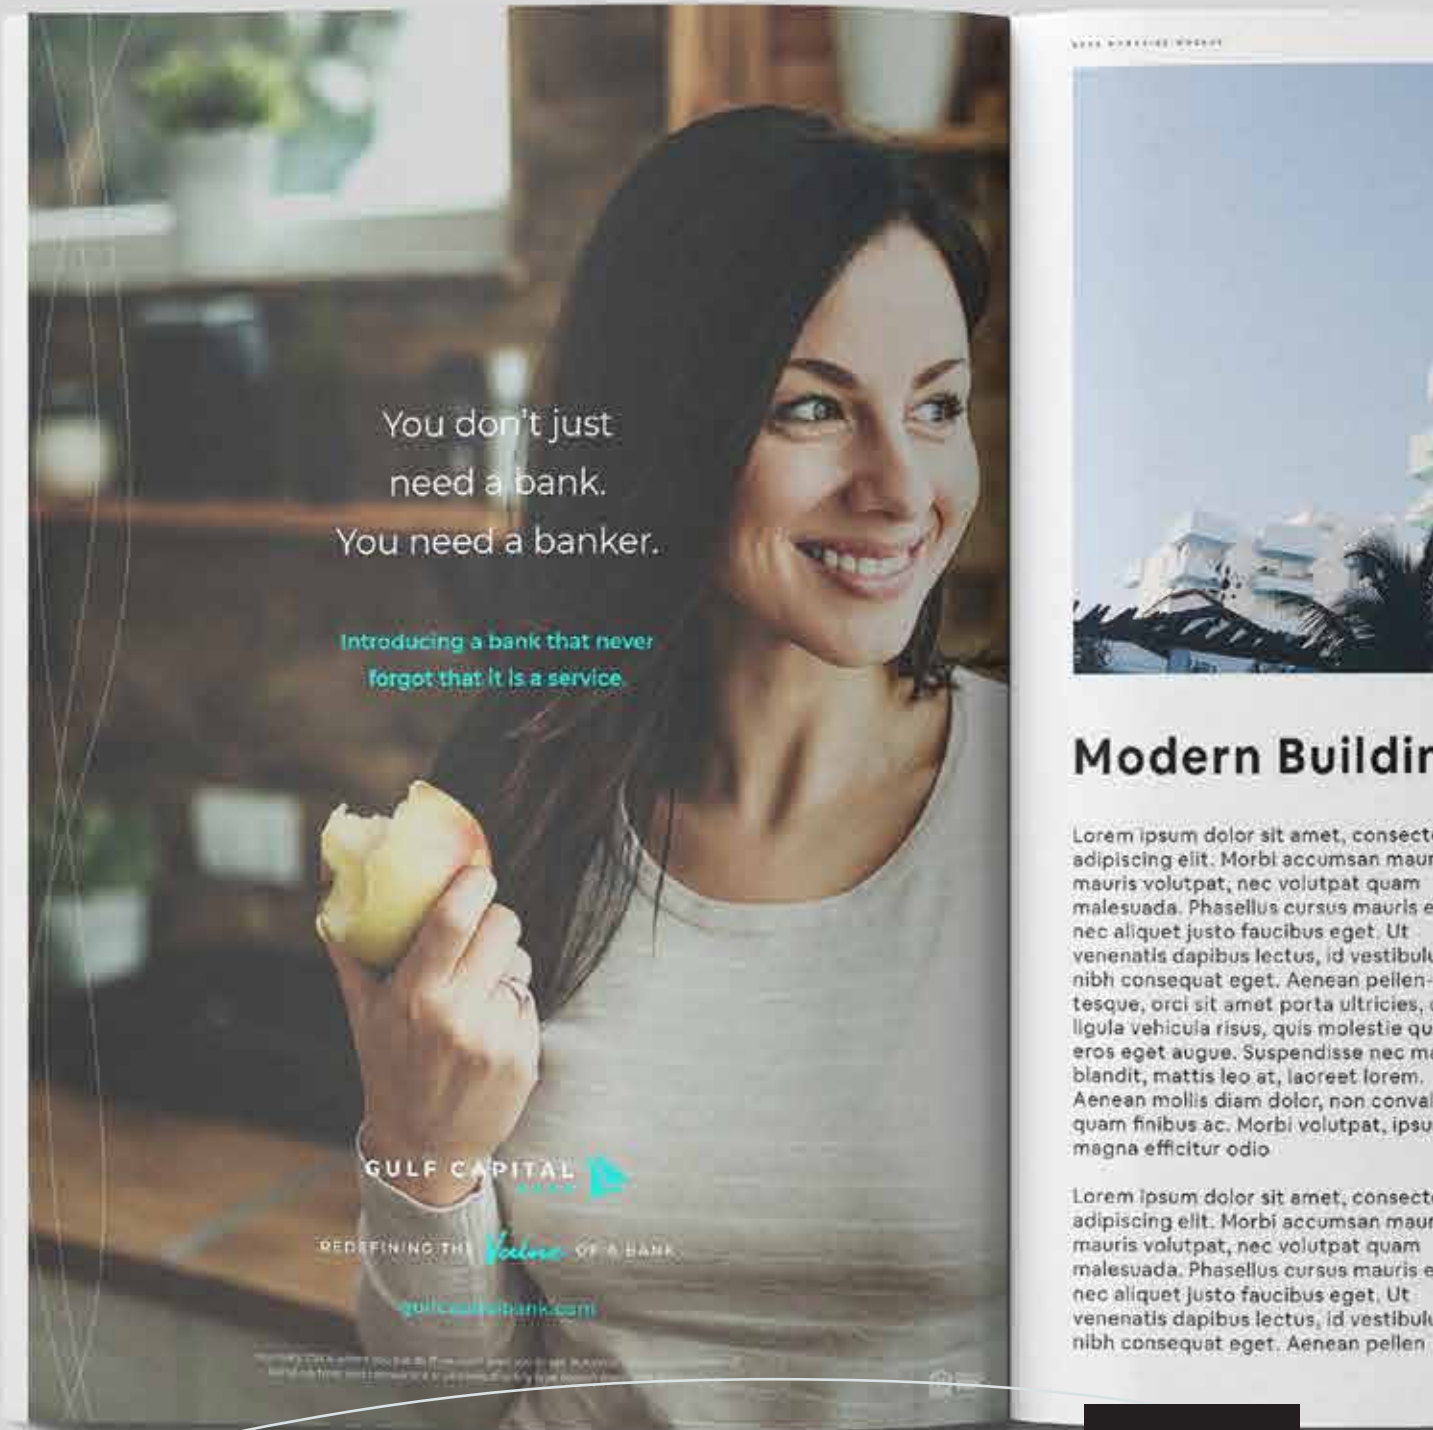 You don't just
need a bank.
You need a banker.
Introducing a bank that never
forgot that it is a service.
GULF CAPITAL
BANK
REDEFINING THE Value OF A BANK
gulfcapitalbank.com
Modern Buildin
Lorem ipsum dolor sit amet, consecte
adipiscing elit. Morbi accumsan maur
mauris volutpat, nec volutpat quam
malesuada. Phasellus cursus mauris e
nec aliquet justo faucibus eget. Ut
venenatis dapibus lectus, id vestibulu
nibh consequat eget. Aenean pellen-
tesque, orci sit amet porta ultricies,
ligula vehicula risus, quis molestie qu
eros eget augue. Suspendisse nec ma
blandit, mattis leo at, laoreet lorem.
Aenean mollis diam dolor, non conval
quam finibus ac. Morbi volutpat, ipsu
magna efficitur odio
Lorem ipsum dolor sit amet, consecte
adipiscing elit. Morbi accumsan maur
mauris volutpat, nec volutpat quam
malesuada. Phasellus cursus mauris e
nec aliquet justo faucibus eget. Ut
venenatis dapibus lectus, id vestibulu
nibh consequat eget. Aenean pellen